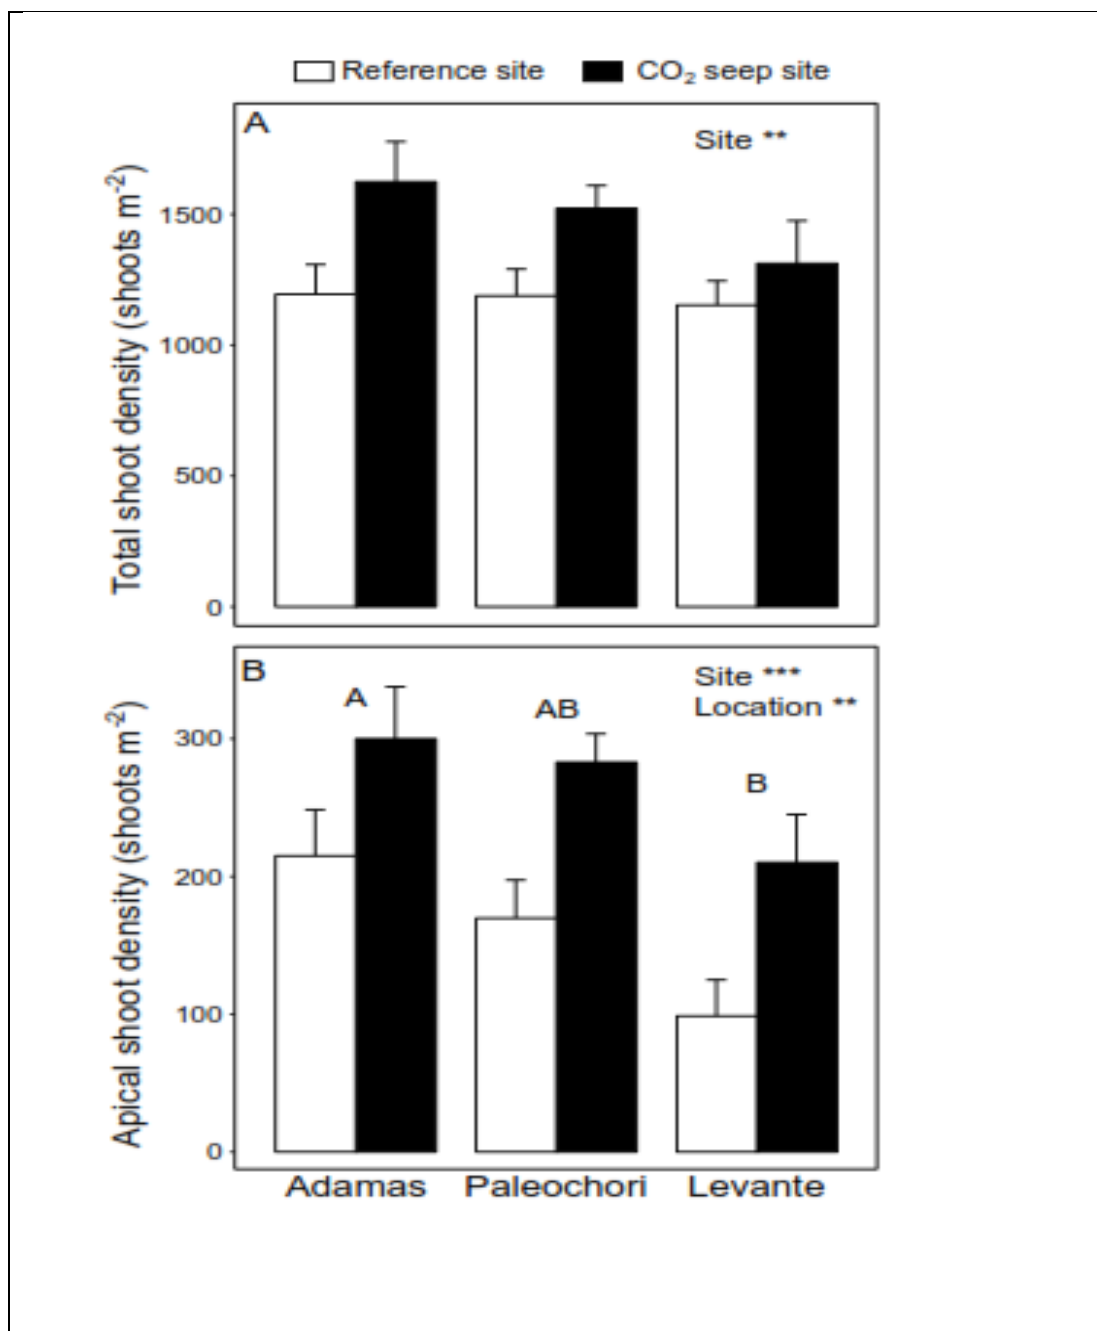 Reference site CO₂ seep site
A
Site **
Total shoot density (shoots m⁻²)
1500
1000
500
0
B
Site ***
Location **
A
AB
B
Apical shoot density (shoots m⁻²)
300
200
100
0
Adamas Paleochori Levante